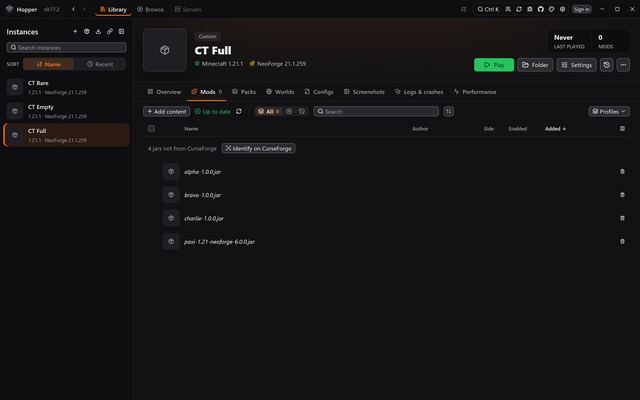 Hopper v0.77.2 Library Browse Servers Ctrl K Sign in
Instances
Search instances
SORT Name Recent
CT Bare
1.21.1 · NeoForge 21.1.259
CT Empty
1.21.1 · NeoForge 21.1.259
CT Full
1.21.1 · NeoForge 21.1.259
Custom
CT Full
Minecraft 1.21.1 NeoForge 21.1.259
Never
LAST PLAYED
0
MODS
Play Folder Settings
Overview Mods 0 Packs Worlds Configs Screenshots Logs & crashes Performance
+ Add content Up to date All 4 Search Profiles
Name Author Side Enabled Added ↓
4 jars not from CurseForge Identify on CurseForge
alpha-1.0.0.jar
bravo-1.0.0.jar
charlie-1.0.0.jar
paxi-1.21-neoforge-6.0.0.jar